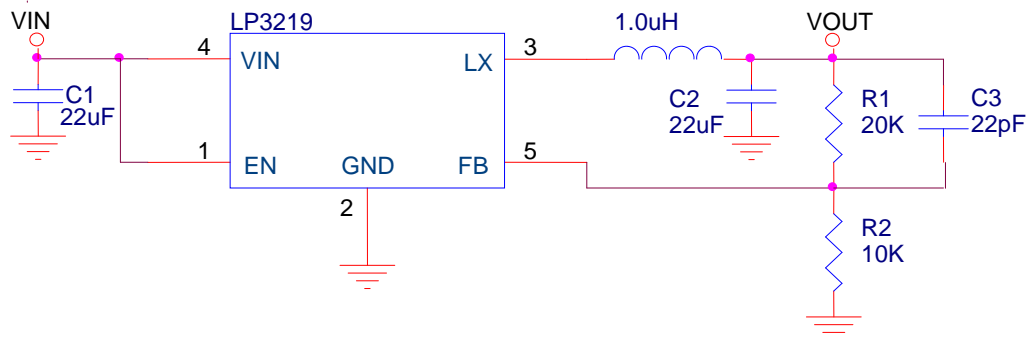 VIN
LP3219
1.0uH
VOUT
4
VIN
LX
3
C1
22uF
C2
22uF
R1
20K
C3
22pF
1
EN
GND
FB
5
2
R2
10K